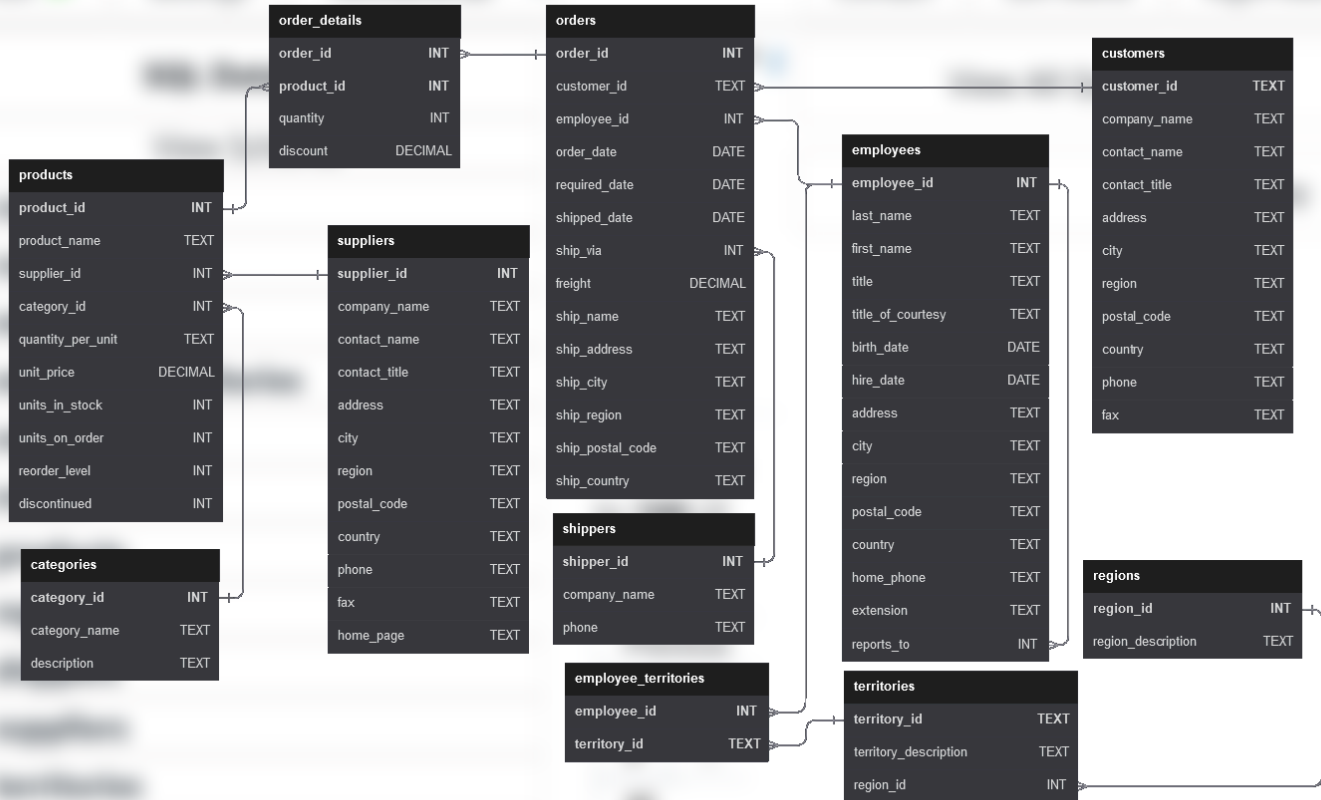 order_details
order_id INT
product_id INT
quantity INT
discount DECIMAL
orders
order_id INT
customer_id TEXT
employee_id INT
order_date DATE
required_date DATE
shipped_date DATE
ship_via INT
freight DECIMAL
ship_name TEXT
ship_address TEXT
ship_city TEXT
ship_region TEXT
ship_postal_code TEXT
ship_country TEXT
customers
customer_id TEXT
company_name TEXT
contact_name TEXT
contact_title TEXT
address TEXT
city TEXT
region TEXT
postal_code TEXT
country TEXT
phone TEXT
fax TEXT
employees
employee_id INT
last_name TEXT
first_name TEXT
title TEXT
title_of_courtesy TEXT
birth_date DATE
hire_date DATE
address TEXT
city TEXT
region TEXT
postal_code TEXT
country TEXT
home_phone TEXT
extension TEXT
reports_to INT
products
product_id INT
product_name TEXT
supplier_id INT
category_id INT
quantity_per_unit TEXT
unit_price DECIMAL
units_in_stock INT
units_on_order INT
reorder_level INT
discontinued INT
suppliers
supplier_id INT
company_name TEXT
contact_name TEXT
contact_title TEXT
address TEXT
city TEXT
region TEXT
postal_code TEXT
country TEXT
phone TEXT
fax TEXT
home_page TEXT
shippers
shipper_id INT
company_name TEXT
phone TEXT
categories
category_id INT
category_name TEXT
description TEXT
regions
region_id INT
region_description TEXT
employee_territories
employee_id INT
territory_id TEXT
territories
territory_id TEXT
territory_description TEXT
region_id INT